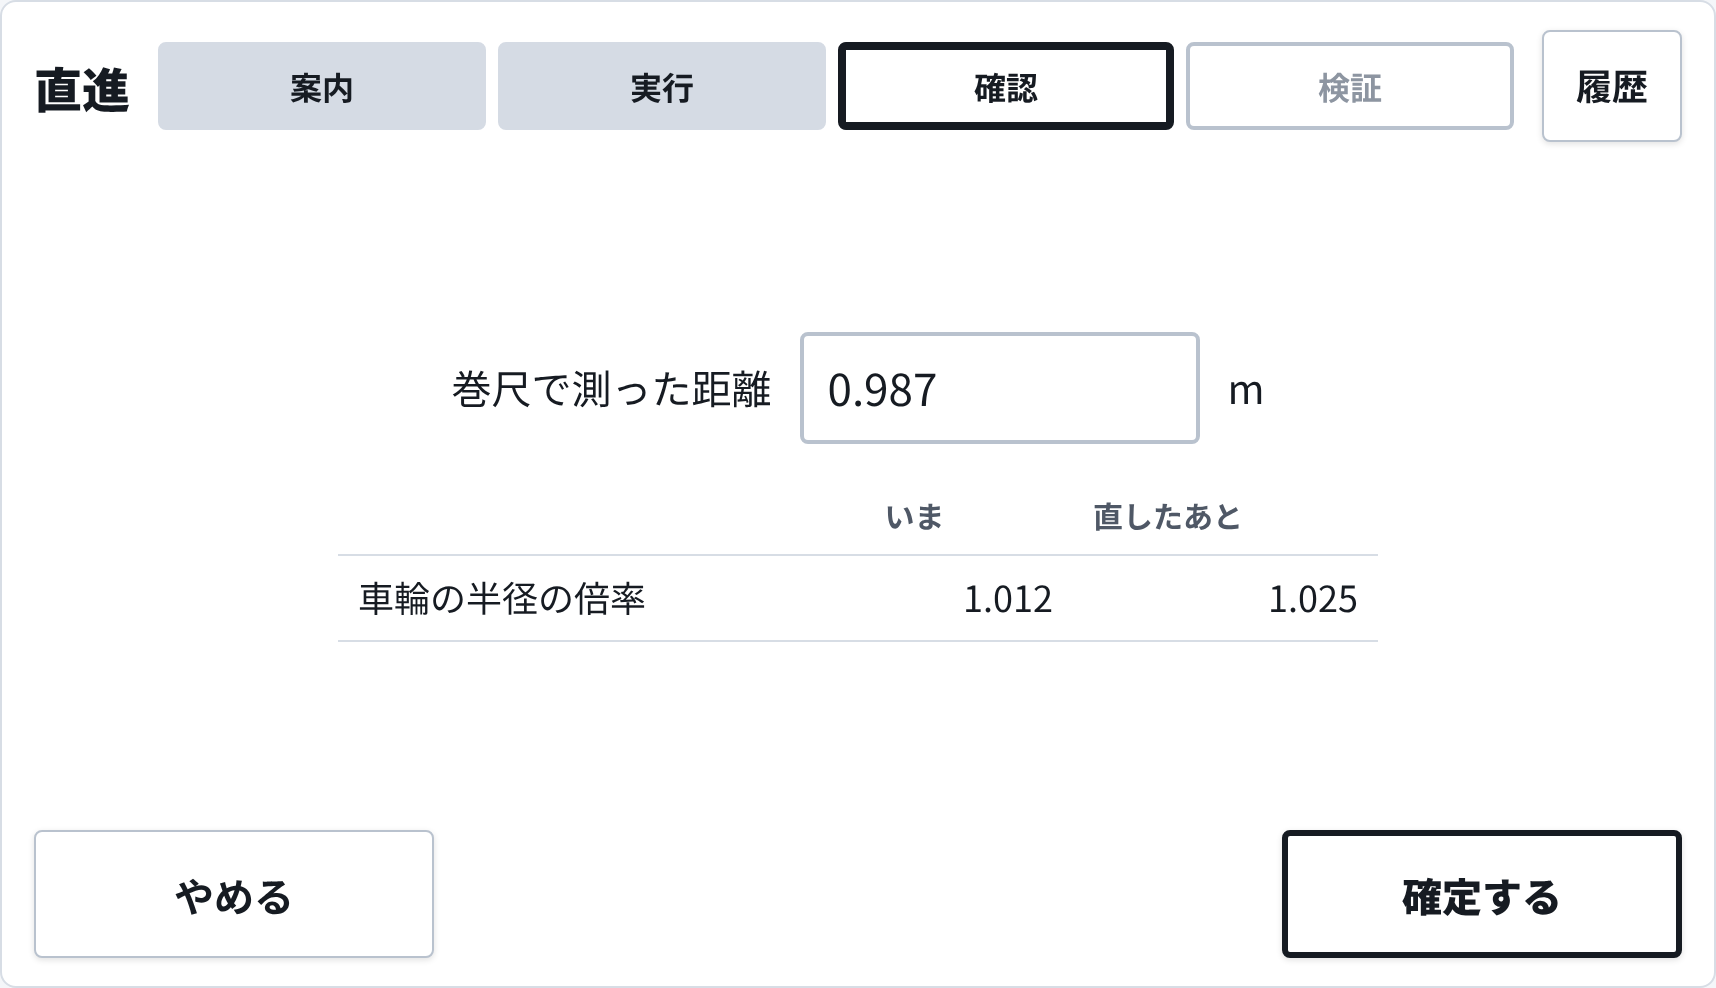 直進 案内 実行 確認 検証 履歴
巻尺で測った距離 0.987 m
いま 直したあと
車輪の半径の倍率 1.012 1.025
やめる 確定する